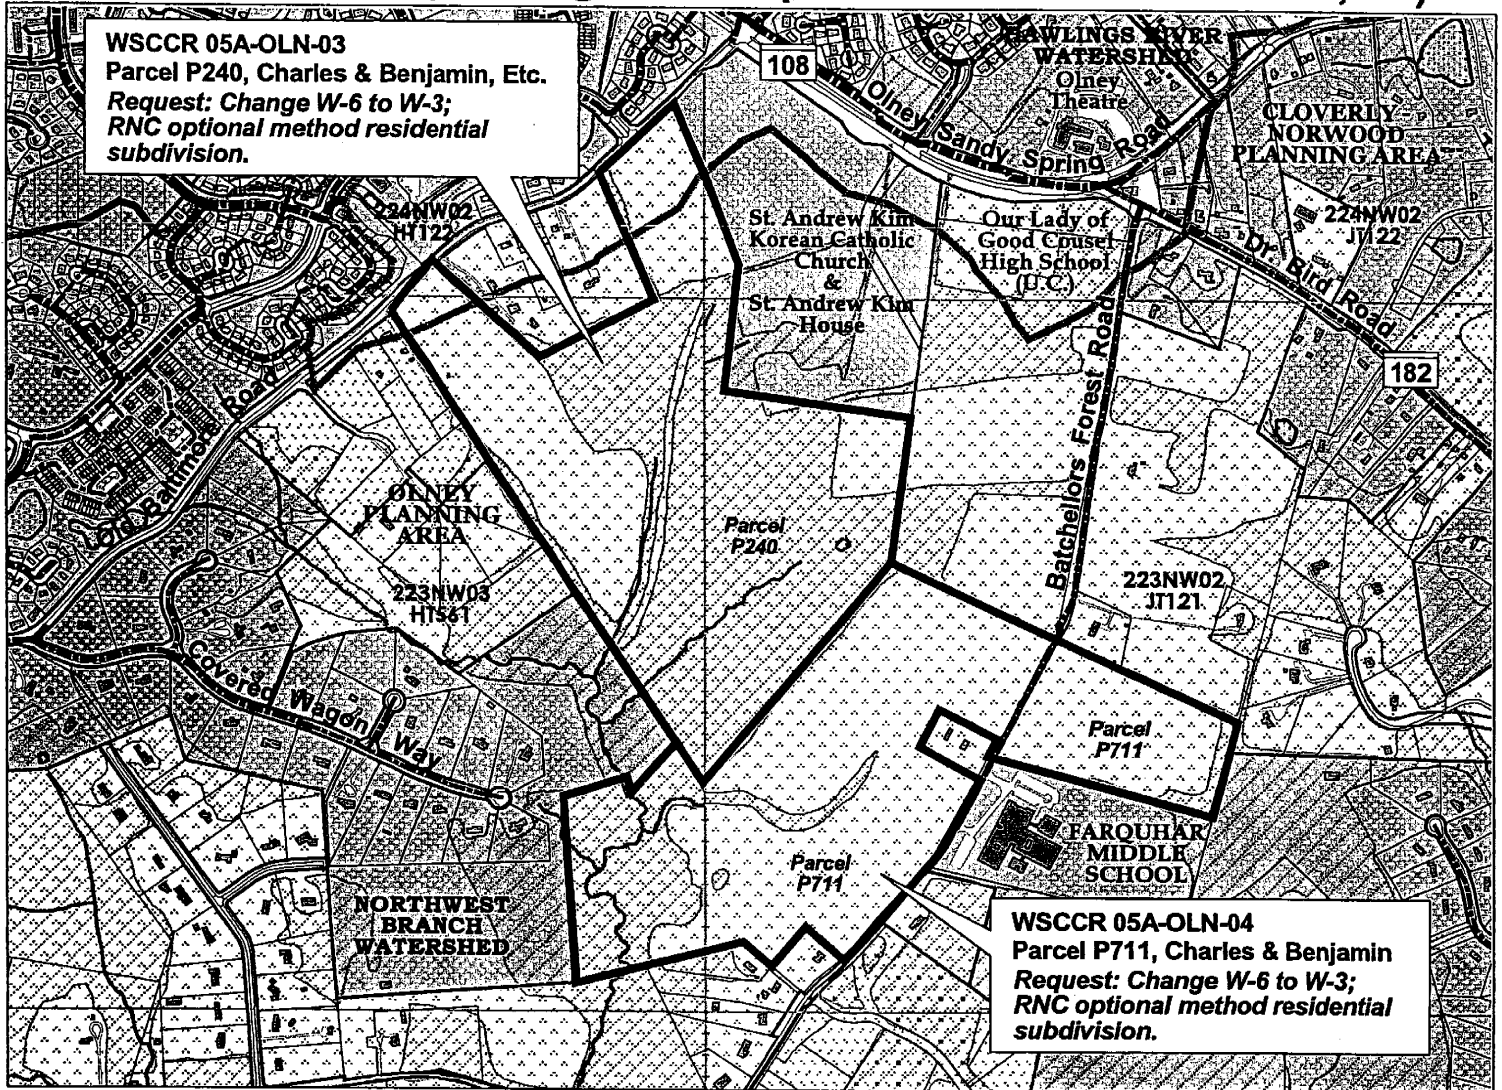 WSCCR 05A-OLN-03
Parcel P240, Charles & Benjamin, Etc.
Request: Change W-6 to W-3;
RNC optional method residential
subdivision.
108
HAWLINGS RIVER
WATERSHED
Olney
Theatre
Olney Sandy Spring Road
CLOVERLY
NORWOOD
PLANNING AREA
224NW02
HT122
St. Andrew Kim
Korean Catholic
Church
&
St. Andrew Kim
House
Our Lady of
Good Cousel
High School
(U.C.)
224NW02
JT122
Dr. Bird Road
182
Old Baltimore Road
Batchellors Forest Road
OLNEY
PLANNING
AREA
Parcel
P240
223NW03
HT561
223NW02
JT121
Covered Wagon Way
Parcel
P711
FARQUHAR
MIDDLE
SCHOOL
Parcel
P711
NORTHWEST
BRANCH
WATERSHED
WSCCR 05A-OLN-04
Parcel P711, Charles & Benjamin
Request: Change W-6 to W-3;
RNC optional method residential
subdivision.